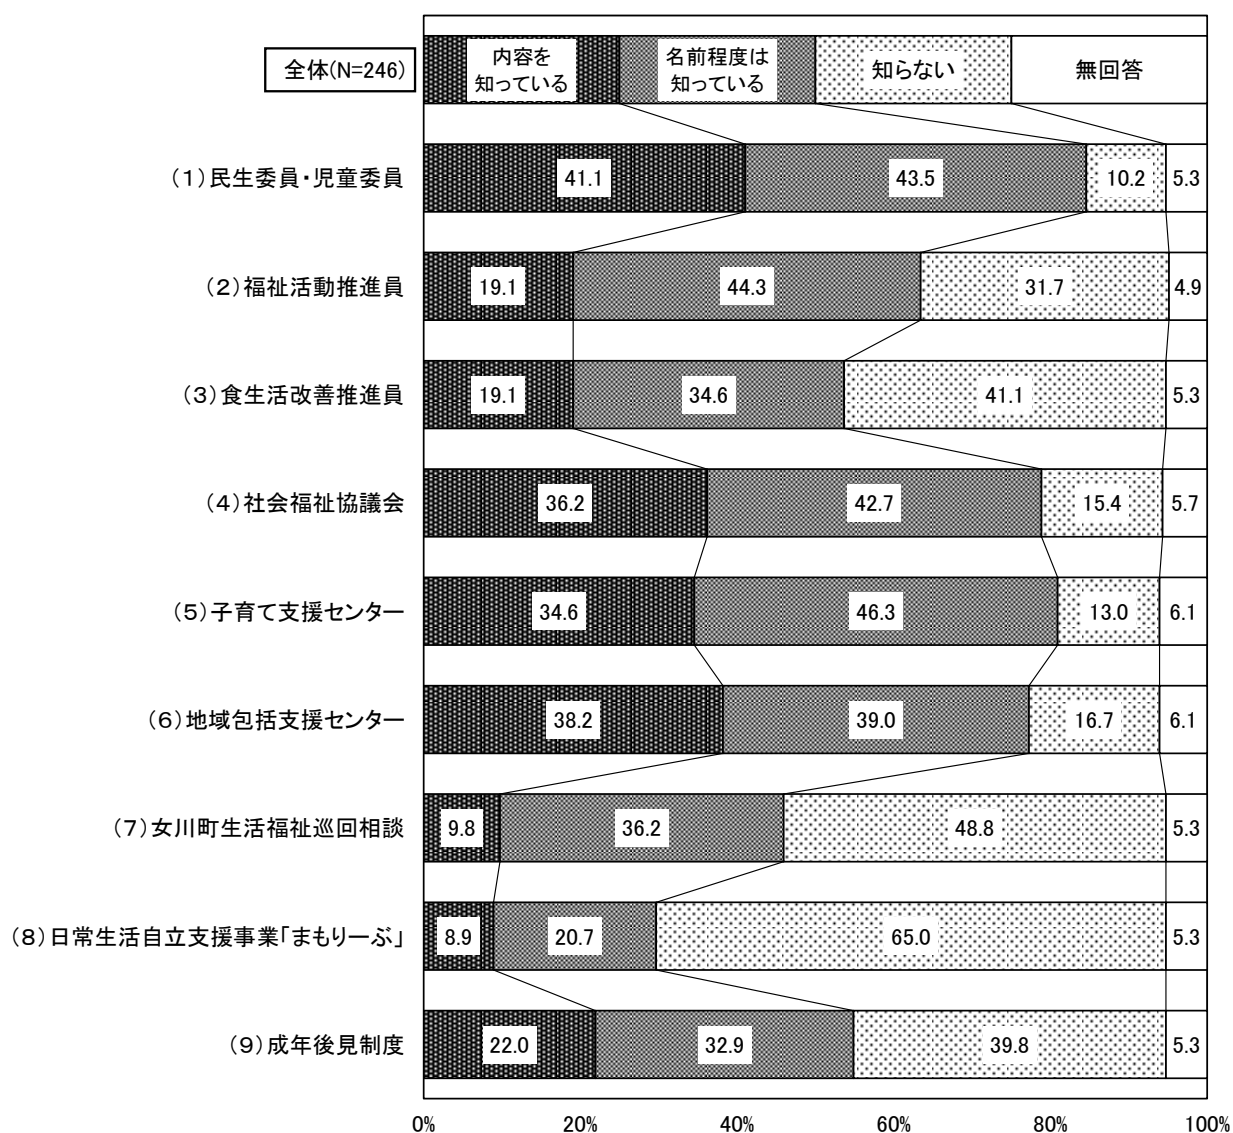 全体(N=246)
内容を
知っている
名前程度は
知っている
知らない
無回答
(1)民生委員・児童委員
41.1
43.5
10.2
5.3
(2)福祉活動推進員
19.1
44.3
31.7
4.9
(3)食生活改善推進員
19.1
34.6
41.1
5.3
(4)社会福祉協議会
36.2
42.7
15.4
5.7
(5)子育て支援センター
34.6
46.3
13.0
6.1
(6)地域包括支援センター
38.2
39.0
16.7
6.1
(7)女川町生活福祉巡回相談
9.8
36.2
48.8
5.3
(8)日常生活自立支援事業「まもりーぶ」
8.9
20.7
65.0
5.3
(9)成年後見制度
22.0
32.9
39.8
5.3
0%
20%
40%
60%
80%
100%